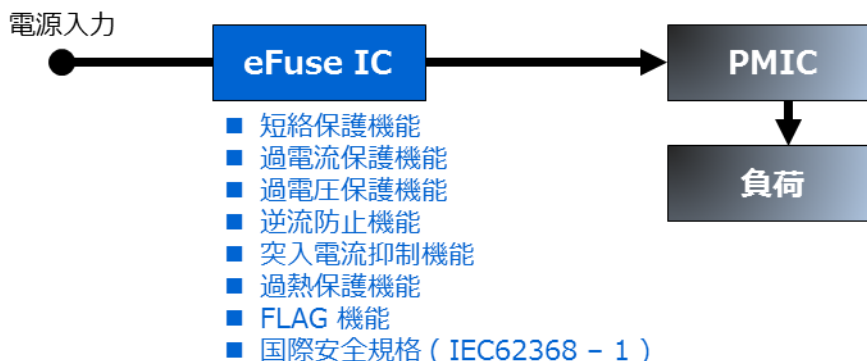 電源入力
eFuse IC
PMIC
■ 短絡保護機能
■ 過電流保護機能
■ 過電圧保護機能
負荷
■ 逆流防止機能
■ 突入電流抑制機能
■ 過熱保護機能
■ FLAG 機能
■ 国際安全規格 ( IEC62368 – 1 )